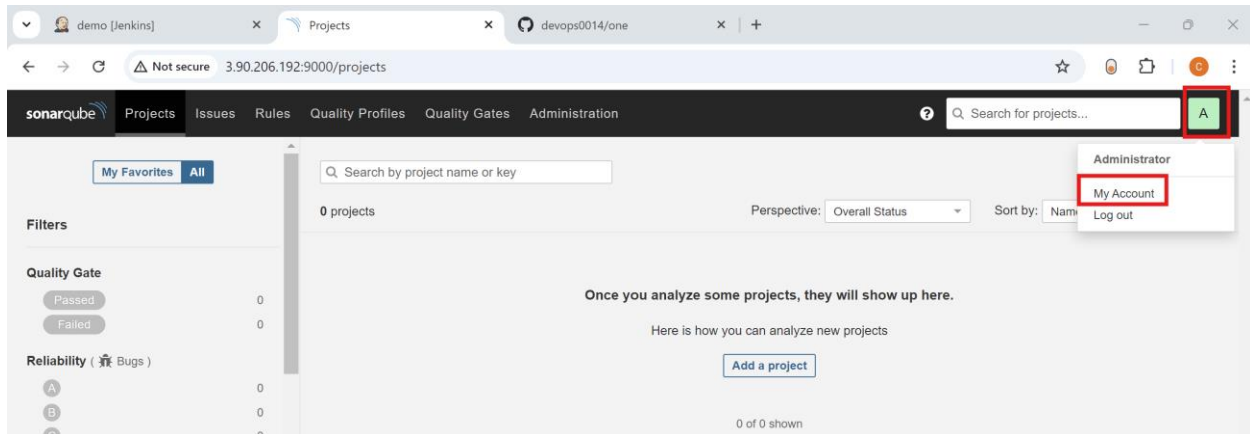 demo [Jenkins]
Projects
devops0014/one
Not secure 3.90.206.192:9000/projects
C
sonarqube Projects Issues Rules Quality Profiles Quality Gates Administration
? Search for projects... A
Administrator
My Account
Log out
My Favorites All
Search by project name or key
0 projects Perspective: Overall Status Sort by:
Filters
Quality Gate
Passed 0
Failed 0
Reliability ( Bugs )
A 0
B 0
Once you analyze some projects, they will show up here.
Here is how you can analyze new projects
Add a project
0 of 0 shown